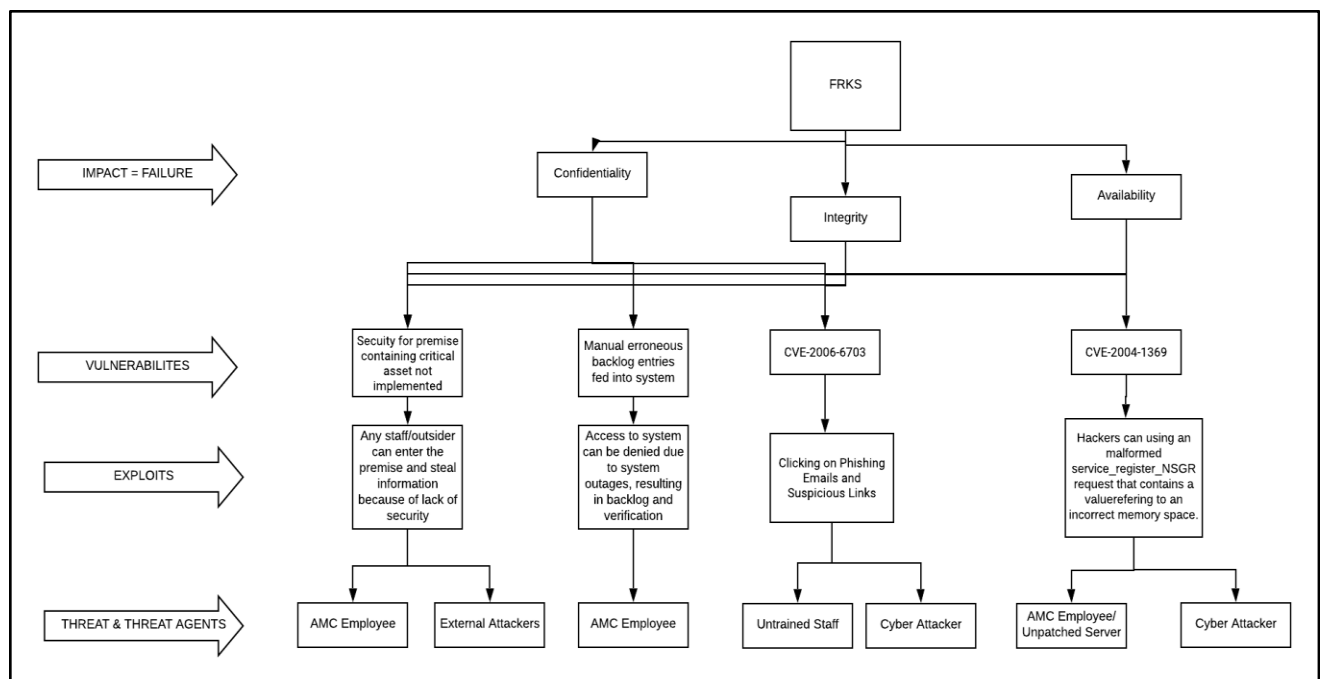 FRKS
IMPACT = FAILURE
Confidentiality
Integrity
Availability
VULNERABILITES
Secuity for premise
containing critical
asset not
implemented
Manual erroneous
backlog entries
fed into system
CVE-2006-6703
CVE-2004-1369
EXPLOITS
Any staff/outsider
can enter the
premise and steal
information
because of lack of
security
Access to system
can be denied due
to system
outages, resulting
in backlog and
verification
Clicking on Phishing
Emails and
Suspicious Links
Hackers can using an
malformed
service_register_NSGR
request that contains a
valuerefering to an
incorrect memory space.
THREAT & THREAT AGENTS
AMC Employee
External Attackers
AMC Employee
Untrained Staff
Cyber Attacker
AMC Employee/
Unpatched Server
Cyber Attacker